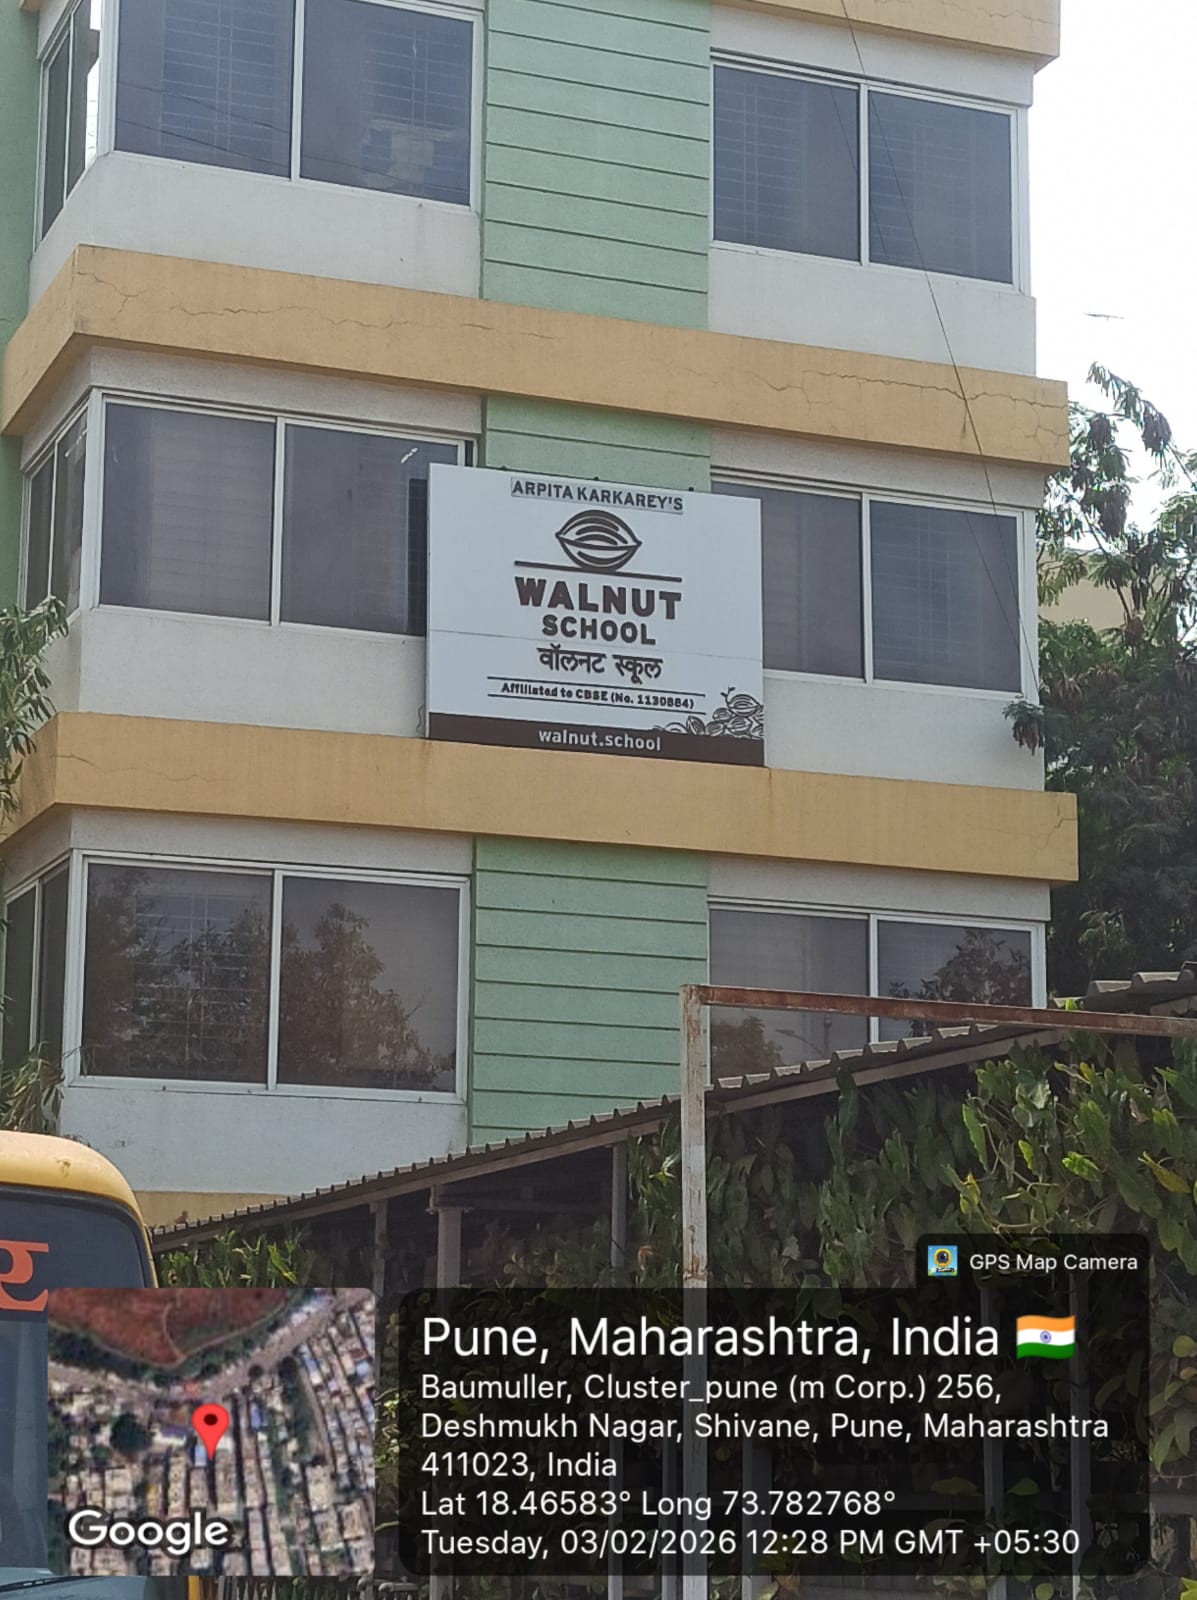 ARPITA KARKAREY'S
WALNUT
SCHOOL
वॉलनट स्कूल
Affiliated to CBSE (No. 1130884)
walnut.school
GPS Map Camera
Pune, Maharashtra, India
Baumuller, Cluster_pune (m Corp.) 256,
Deshmukh Nagar, Shivane, Pune, Maharashtra
411023, India
Lat 18.46583° Long 73.782768°
Tuesday, 03/02/2026 12:28 PM GMT +05:30
Google